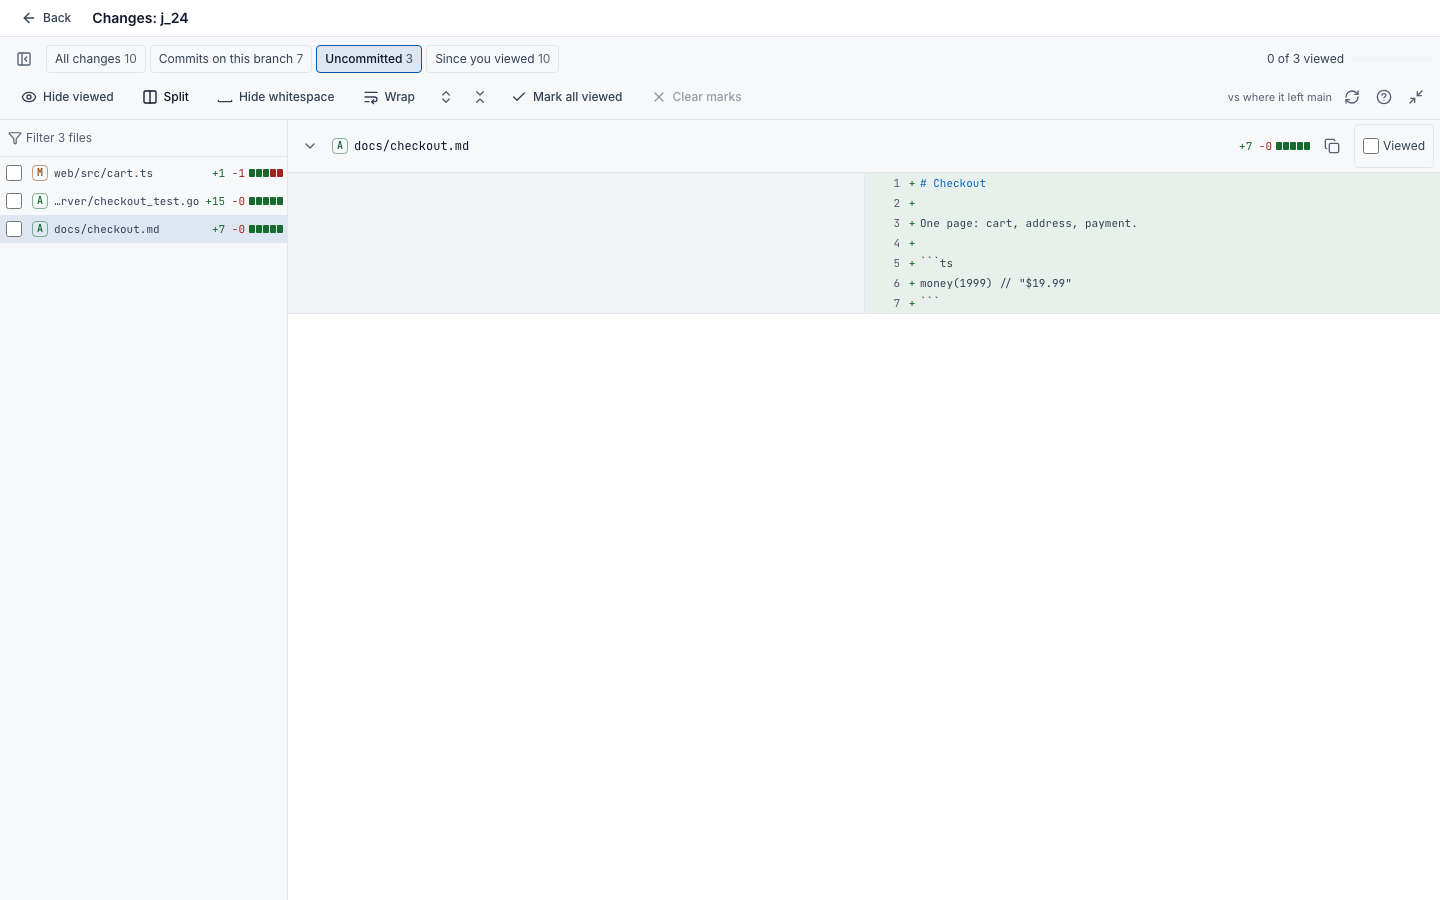 Back Changes: j_24
All changes 10 Commits on this branch 7 Uncommitted 3 Since you viewed 10 0 of 3 viewed
Hide viewed Split Hide whitespace Wrap Mark all viewed Clear marks vs where it left main
Filter 3 files
M web/src/cart.ts +1 -1
A …rver/checkout_test.go +15 -0
A docs/checkout.md +7 -0
A docs/checkout.md +7 -0 Viewed
1 + # Checkout
2 +
3 + One page: cart, address, payment.
4 +
5 + ```ts
6 + money(1999) // "$19.99"
7 + ```